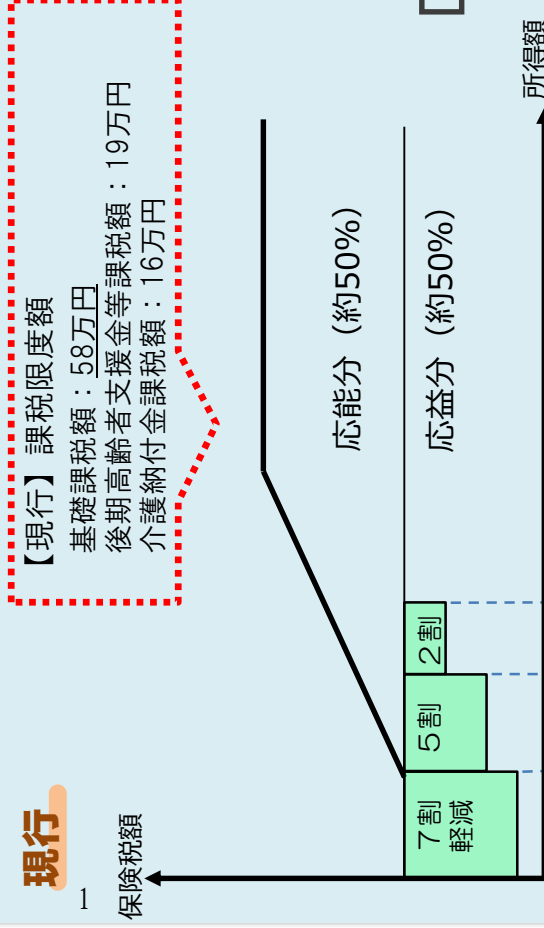 現行
1
保険税額
【現行】課税限度額
基礎課税額：58万円
後期高齢者支援金等課税額：19万円
介護納付金課税額：16万円
応能分（約50%）
応益分（約50%）
７割
軽減
５割
２割
所得額